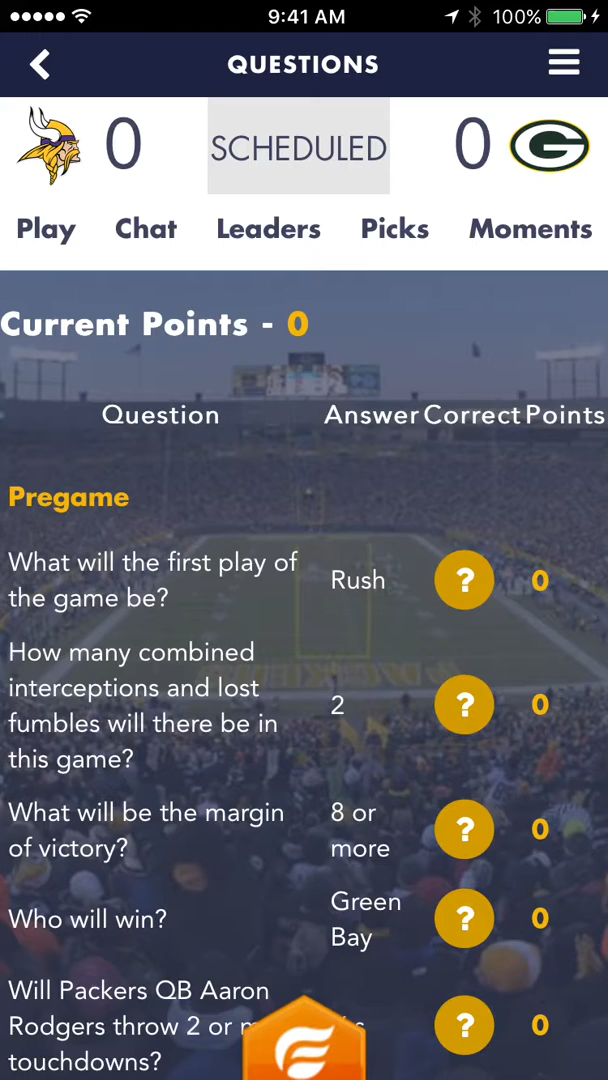 9:41 AM 100%
QUESTIONS
0 SCHEDULED 0 G
Play Chat Leaders Picks Moments
Current Points - 0
Question Answer Correct Points
Pregame
What will the first play of
the game be?
Rush ? 0
How many combined
interceptions and lost
fumbles will there be in
this game?
2 ? 0
What will be the margin
of victory?
8 or
more
? 0
Who will win?
Green
Bay
? 0
Will Packers QB Aaron
Rodgers throw 2 or
touchdowns?
? 0